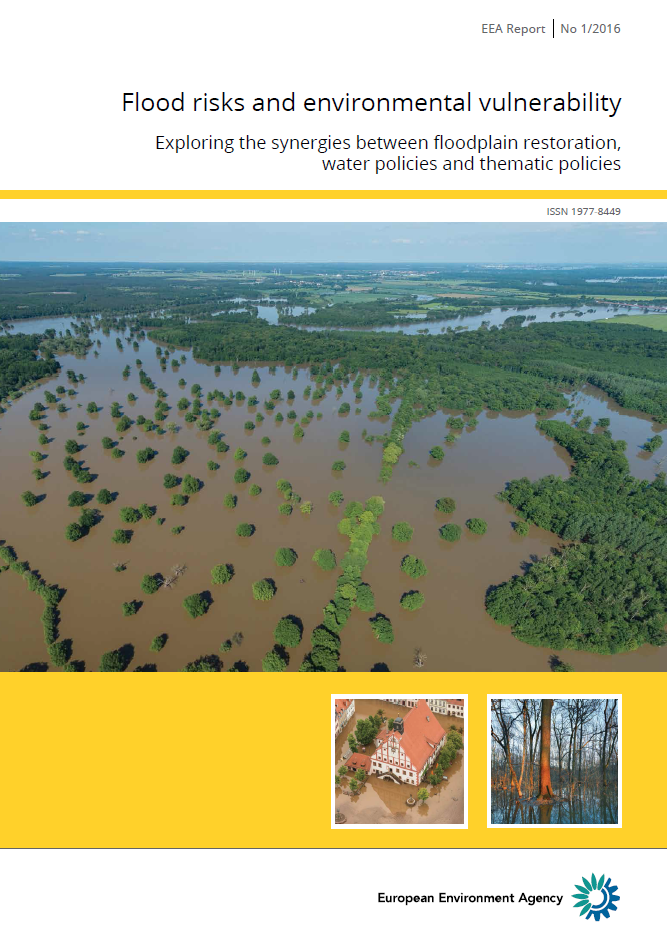 EEA Report | No 1/2016
Flood risks and environmental vulnerability
Exploring the synergies between floodplain restoration,
water policies and thematic policies
ISSN 1977-8449
European Environment Agency